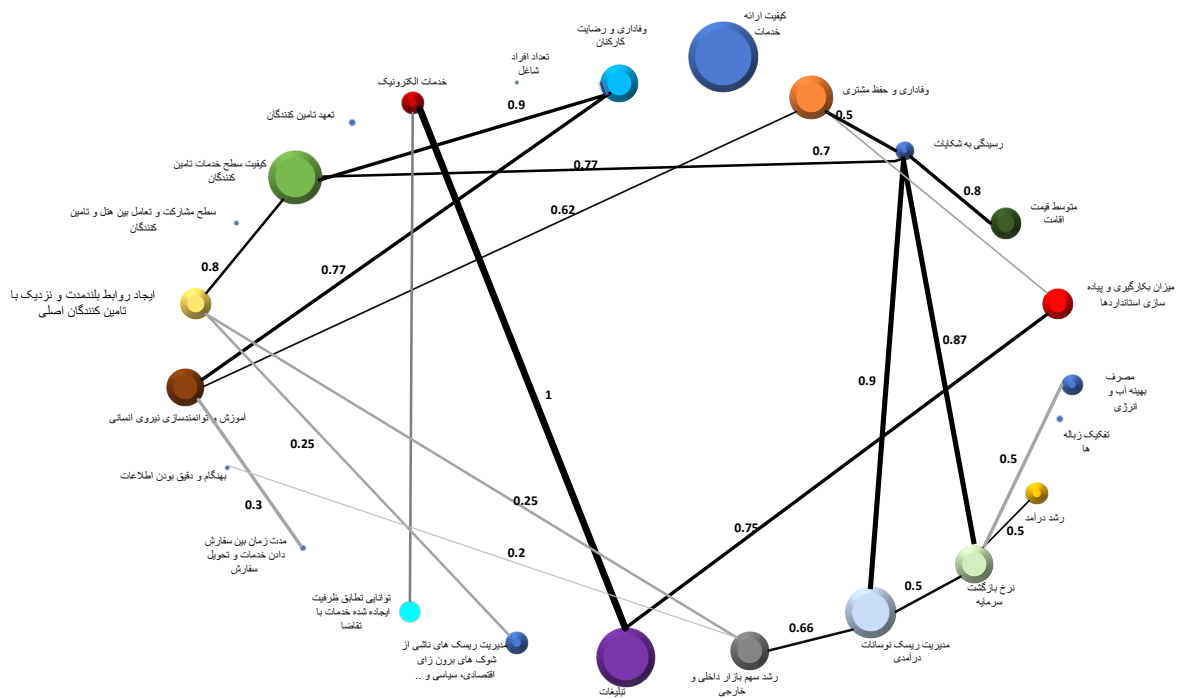 کیفیت ارائه
خدمات
وفاداری و رضایت
کارکنان
تعداد افراد
شاغل
خدمات الکترونیک
وفاداری و حفظ مشتری
0.9
0.5
تعهد تامین کنندگان
رسیدگی به شکایات
0.7
0.77
کیفیت سطح خدمات تامین
کنندگان
0.8
متوسط قیمت
اقامت
0.62
سطح مشارکت و تعامل بین هتل و تامین
کنندگان
0.8
0.77
ایجاد روابط بلندمدت و نزدیک با
تامین کنندگان اصلی
میزان بکارگیری و پیاده
سازی استانداردها
0.87
0.9
1
مصرف
بهینه آب و
انرژی
آموزش و توانمندسازی نیروی انسانی
تفکیک زباله
ها
0.25
0.5
بهنگام و دقیق بودن اطلاعات
0.25
0.3
رشد درآمد
0.75
0.5
0.2
مدت زمان بین سفارش
دادن خدمات و تحویل
سفارش
نرخ بازگشت
سرمایه
0.5
توانایی تطابق ظرفیت
ایجاده شده خدمات با
تقاضا
0.66
مدیریت ریسک های ناشی از
شوک های برون زای
اقتصادی، سیاسی و ..
مدیریت ریسک نوسانات
درآمدی
رشد سهم بازار داخلی و
خارجی
تبلیغات